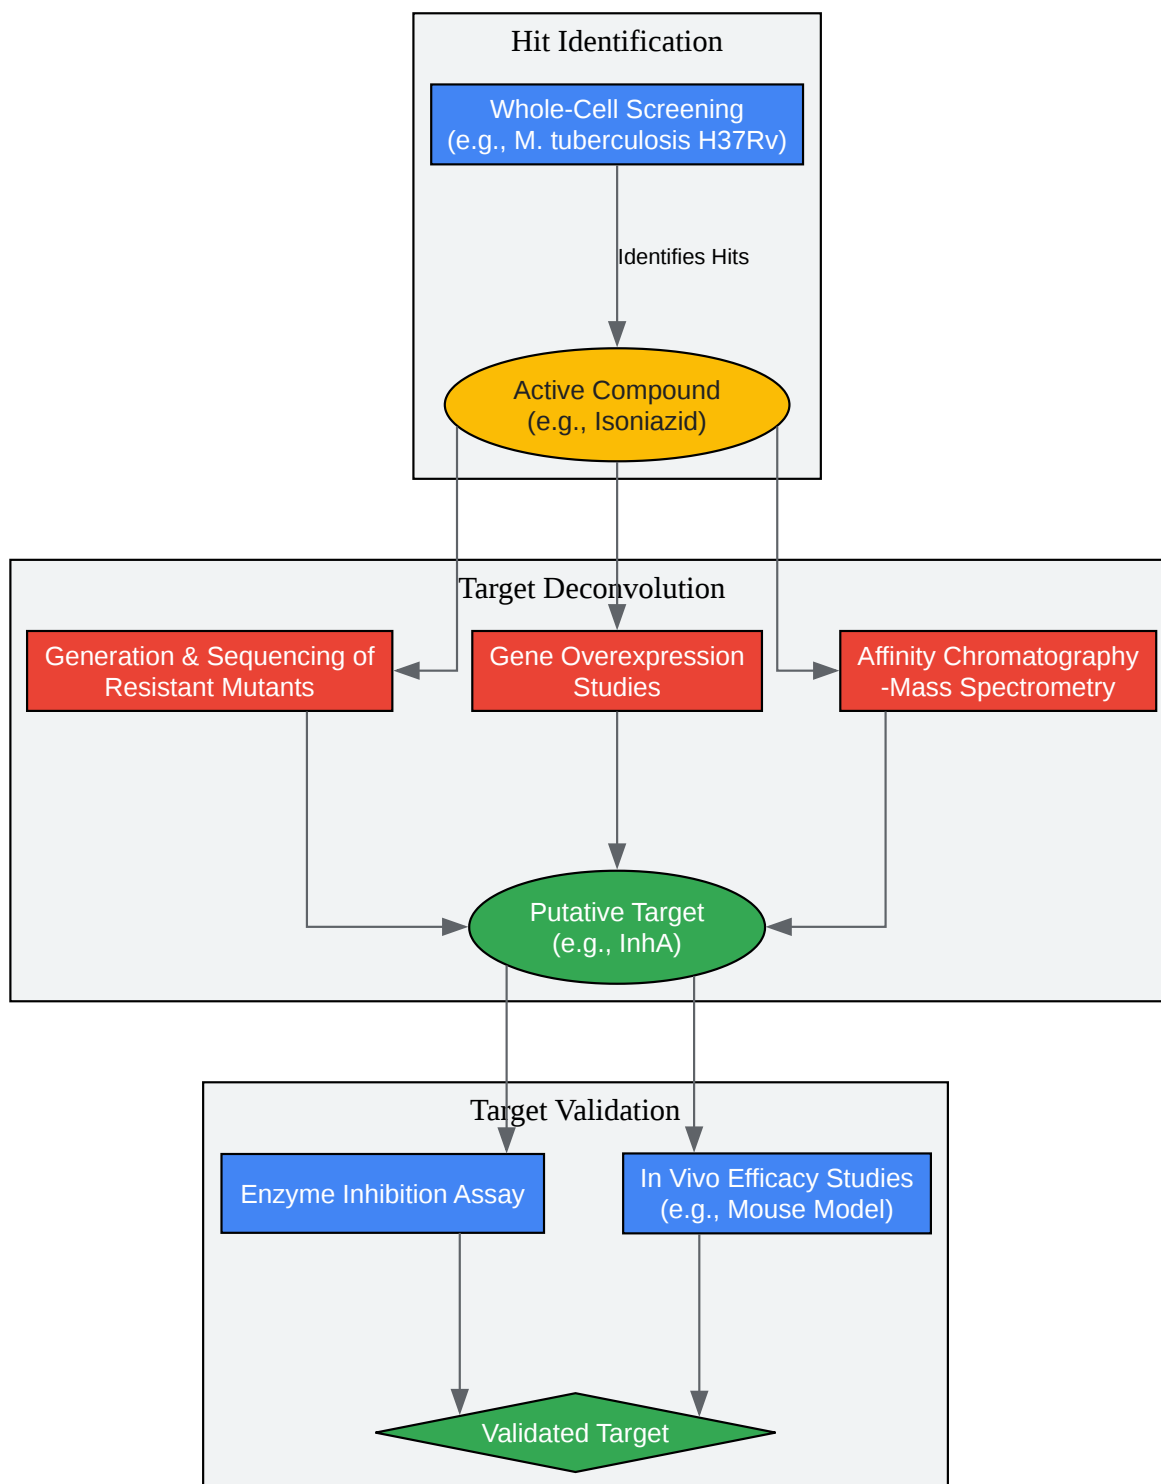 Hit Identification
Whole-Cell Screening
(e.g., M. tuberculosis H37Rv)
Identifies Hits
Active Compound
(e.g., Isoniazid)
Target Deconvolution
Generation & Sequencing of
Resistant Mutants
Gene Overexpression
Studies
Affinity Chromatography
-Mass Spectrometry
Putative Target
(e.g., InhA)
Target Validation
Enzyme Inhibition Assay
In Vivo Efficacy Studies
(e.g., Mouse Model)
Validated Target